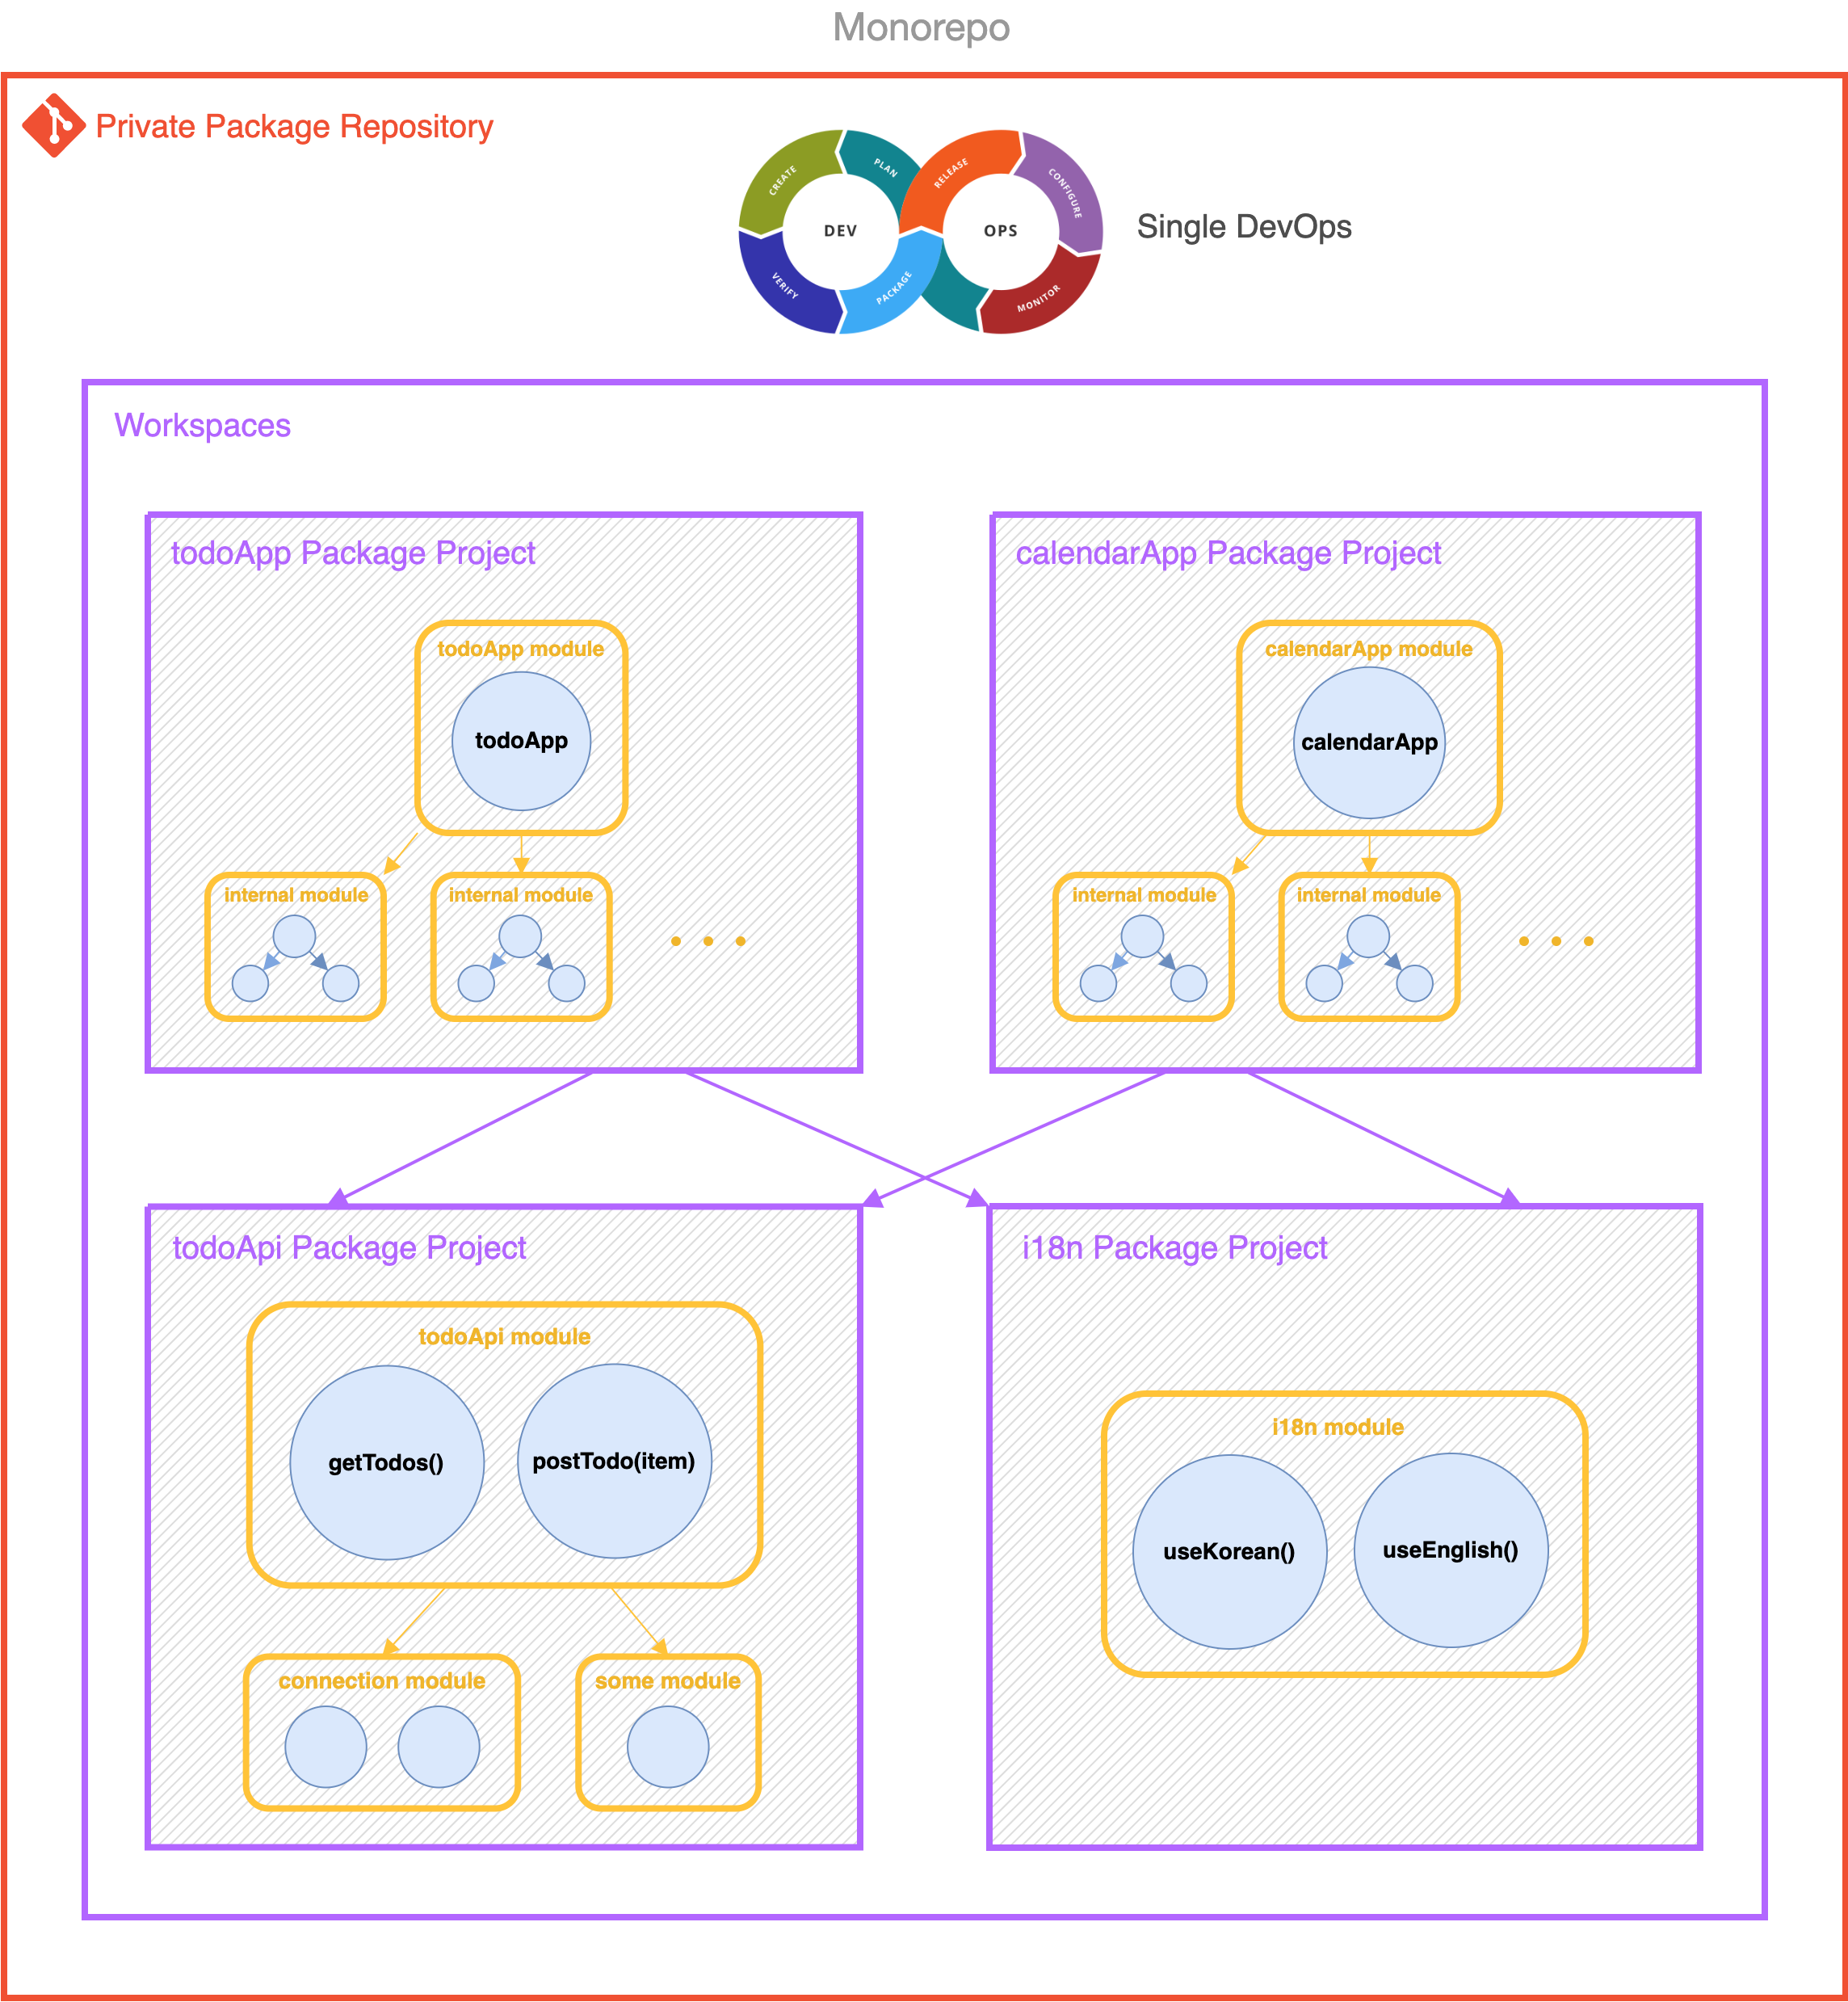 Monorepo
Private Package Repository
CREATE
PLAN
RELEASE
CONFIGURE
DEV
OPS
Single DevOps
VERIFY
PACKAGE
MONITOR
Workspaces
todoApp Package Project
calendarApp Package Project
todoApp module
calendarApp module
todoApp
calendarApp
internal module
internal module
internal module
internal module
todoApi Package Project
i18n Package Project
todoApi module
getTodos()
postTodo(item)
i18n module
useKorean()
useEnglish()
connection module
some module